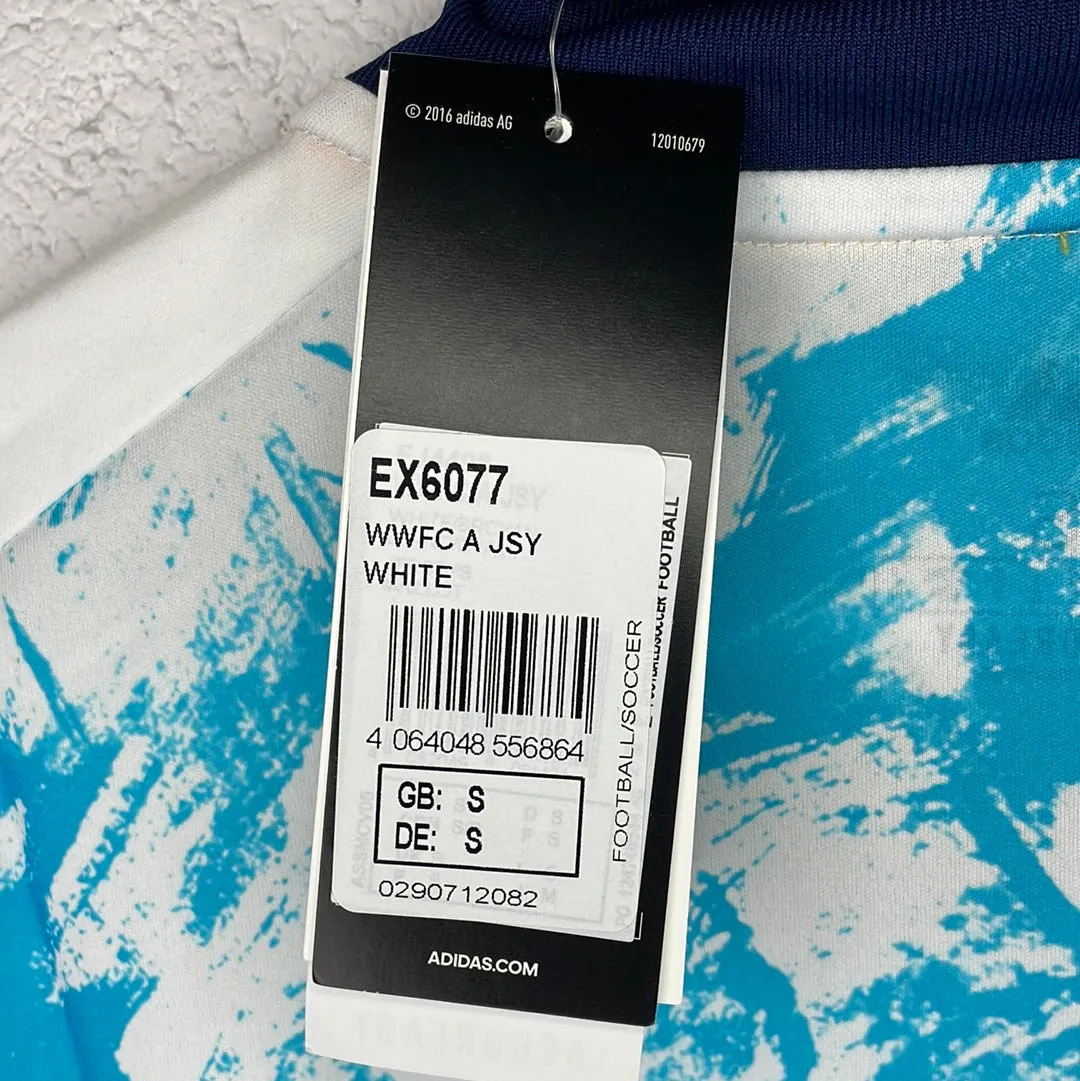 © 2016 adidas AG
12010679
EX6077
WWFC A JSY
WHITE
4 064048 556864
GB: S
DE: S
0290712082
FOOTBALL/SOCCER
FOOTBALL/SOCCER FOOTBALL
ADIDAS.COM